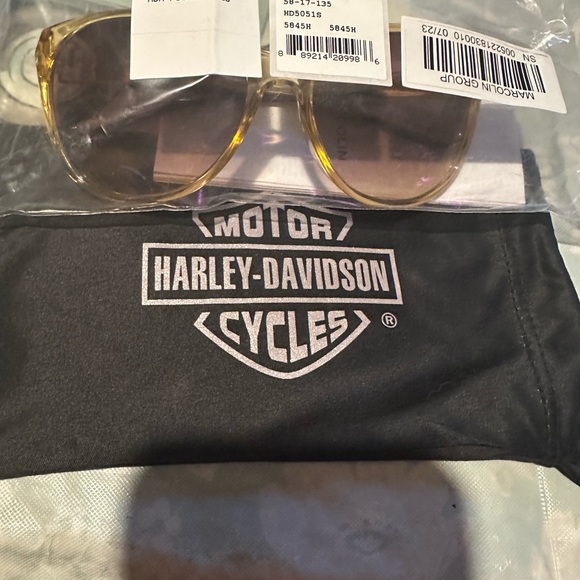 58-17-135
HD5051S
5845H 5845H
8 89214 20998 6
MARCOLIN GROUP
SN 005221830010 07/23
MOTOR
HARLEY-DAVIDSON
CYCLES
®